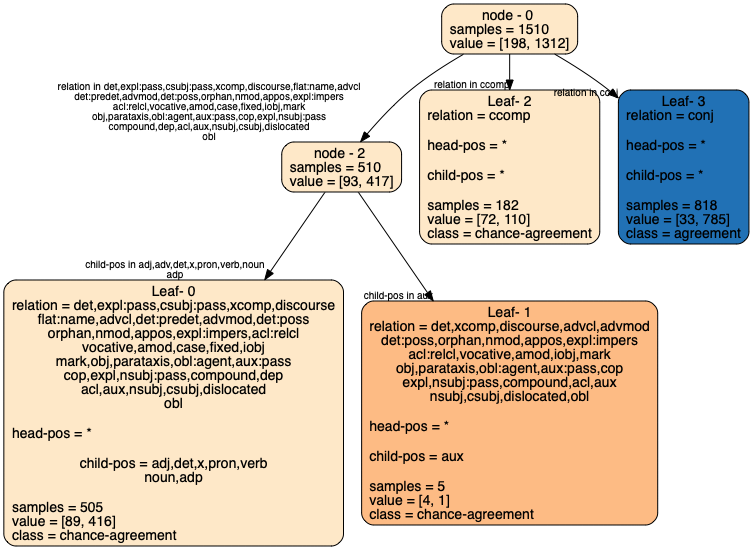 node - 0
samples = 1510
value = [198, 1312]
relation in det,expl:pass,csubj:pass,xcomp,discourse,flat:name,advcl
det:predet,advmod,det:poss,orphan,nmod,appos,expl:impers
acl:relcl,vocative,amod,case,fixed,iobj,mark
obj,parataxis,obl:agent,aux:pass,cop,expl,nsubj:pass
compound,dep,acl,aux,nsubj,csubj,dislocated
obl
relation in ccomp
relation in conj
node - 2
samples = 510
value = [93, 417]
Leaf- 2
relation = ccomp
head-pos = *
child-pos = *
samples = 182
value = [72, 110]
class = chance-agreement
Leaf- 3
relation = conj
head-pos = *
child-pos = *
samples = 818
value = [33, 785]
class = agreement
child-pos in adj,adv,det,x,pron,verb,noun
adp
child-pos in aux
Leaf- 0
relation = det,expl:pass,csubj:pass,xcomp,discourse
flat:name,advcl,det:predet,advmod,det:poss
orphan,nmod,appos,expl:impers,acl:relcl
vocative,amod,case,fixed,iobj
mark,obj,parataxis,obl:agent,aux:pass
cop,expl,nsubj:pass,compound,dep
acl,aux,nsubj,csubj,dislocated
obl
head-pos = *
child-pos = adj,det,x,pron,verb
noun,adp
samples = 505
value = [89, 416]
class = chance-agreement
Leaf- 1
relation = det,xcomp,discourse,advcl,advmod
det:poss,orphan,nmod,appos,expl:impers
acl:relcl,vocative,amod,iobj,mark
obj,parataxis,obl:agent,aux:pass,cop
expl,nsubj:pass,compound,acl,aux
nsubj,csubj,dislocated,obl
head-pos = *
child-pos = aux
samples = 5
value = [4, 1]
class = chance-agreement